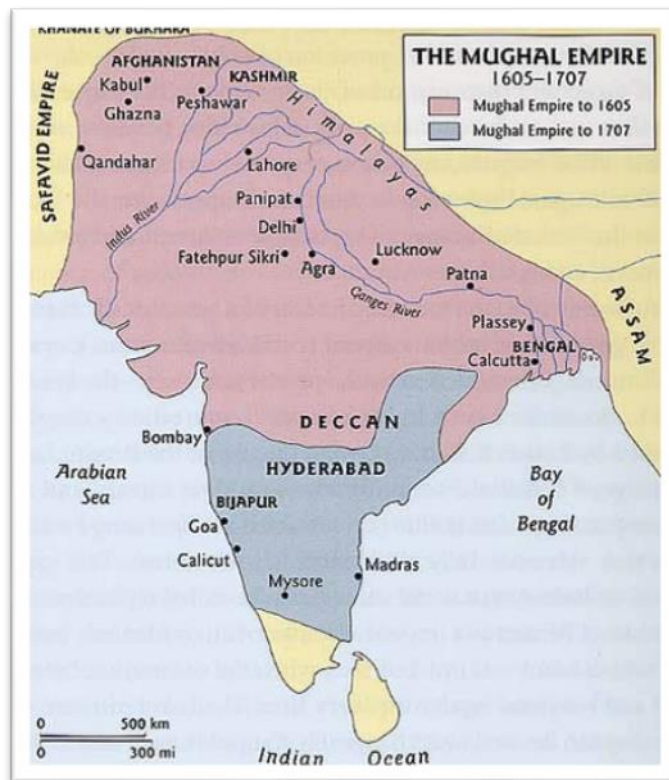 KHANATE OF BUKHARA
THE MUGHAL EMPIRE
1605–1707
Mughal Empire to 1605
Mughal Empire to 1707
AFGHANISTAN
KASHMIR
Kabul
Peshawar
Ghazna
SAFAVID EMPIRE
Qandahar
Lahore
Himalayas
Panipat
Indus River
Delhi
Fatehpur Sikri
Agra
Lucknow
Patna
Ganges River
ASSAM
Plassey
BENGAL
Calcutta
DECCAN
Bombay
HYDERABAD
Arabian
Sea
Bay
of
Bengal
BIJAPUR
Goa
Calicut
Madras
Mysore
0 500 km
0 300 mi
Indian Ocean